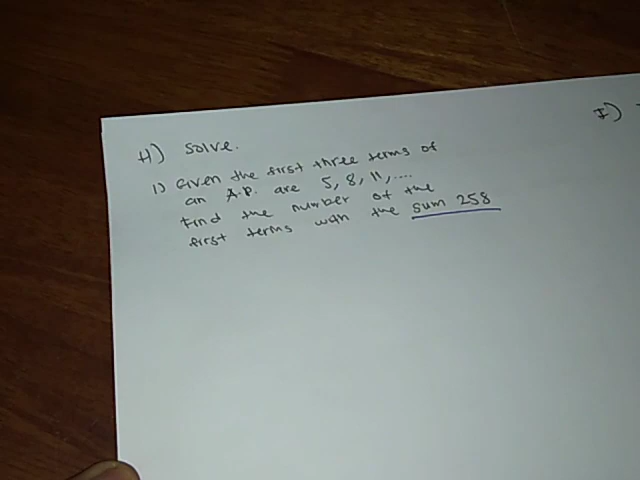 H) Solve.
I)
1) Given the first three terms of
an A.P. are 5, 8, 11, ....
Find the number of the
first terms with the sum 258